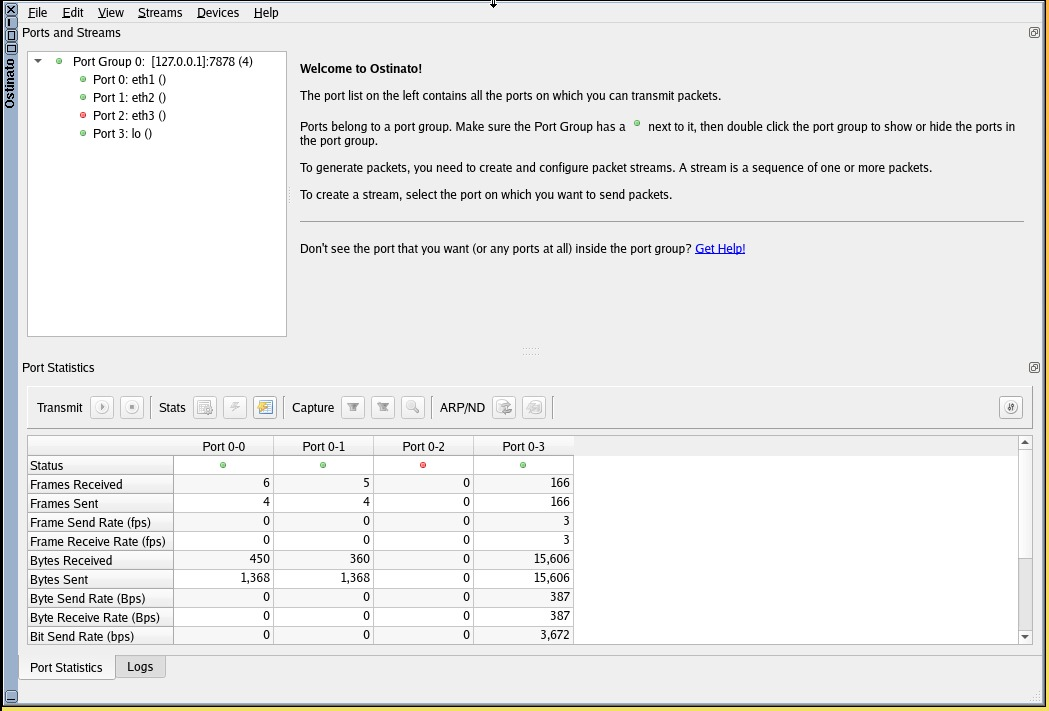 File Edit View Streams Devices Help
Ostinato
Ports and Streams
Port Group 0: [127.0.0.1]:7878 (4)
Port 0: eth1 ()
Port 1: eth2 ()
Port 2: eth3 ()
Port 3: lo ()
Welcome to Ostinato!
The port list on the left contains all the ports on which you can transmit packets.
Ports belong to a port group. Make sure the Port Group has a next to it, then double click the port group to show or hide the ports in
the port group.
To generate packets, you need to create and configure packet streams. A stream is a sequence of one or more packets.
To create a stream, select the port on which you want to send packets.
Don't see the port that you want (or any ports at all) inside the port group? Get Help!
Port Statistics
Transmit Stats Capture ARP/ND
Port 0-0 Port 0-1 Port 0-2 Port 0-3
Status
Frames Received 6 5 0 166
Frames Sent 4 4 0 166
Frame Send Rate (fps) 0 0 0 3
Frame Receive Rate (fps) 0 0 0 3
Bytes Received 450 360 0 15,606
Bytes Sent 1,368 1,368 0 15,606
Byte Send Rate (Bps) 0 0 0 387
Byte Receive Rate (Bps) 0 0 0 387
Bit Send Rate (bps) 0 0 0 3,672
Port Statistics Logs